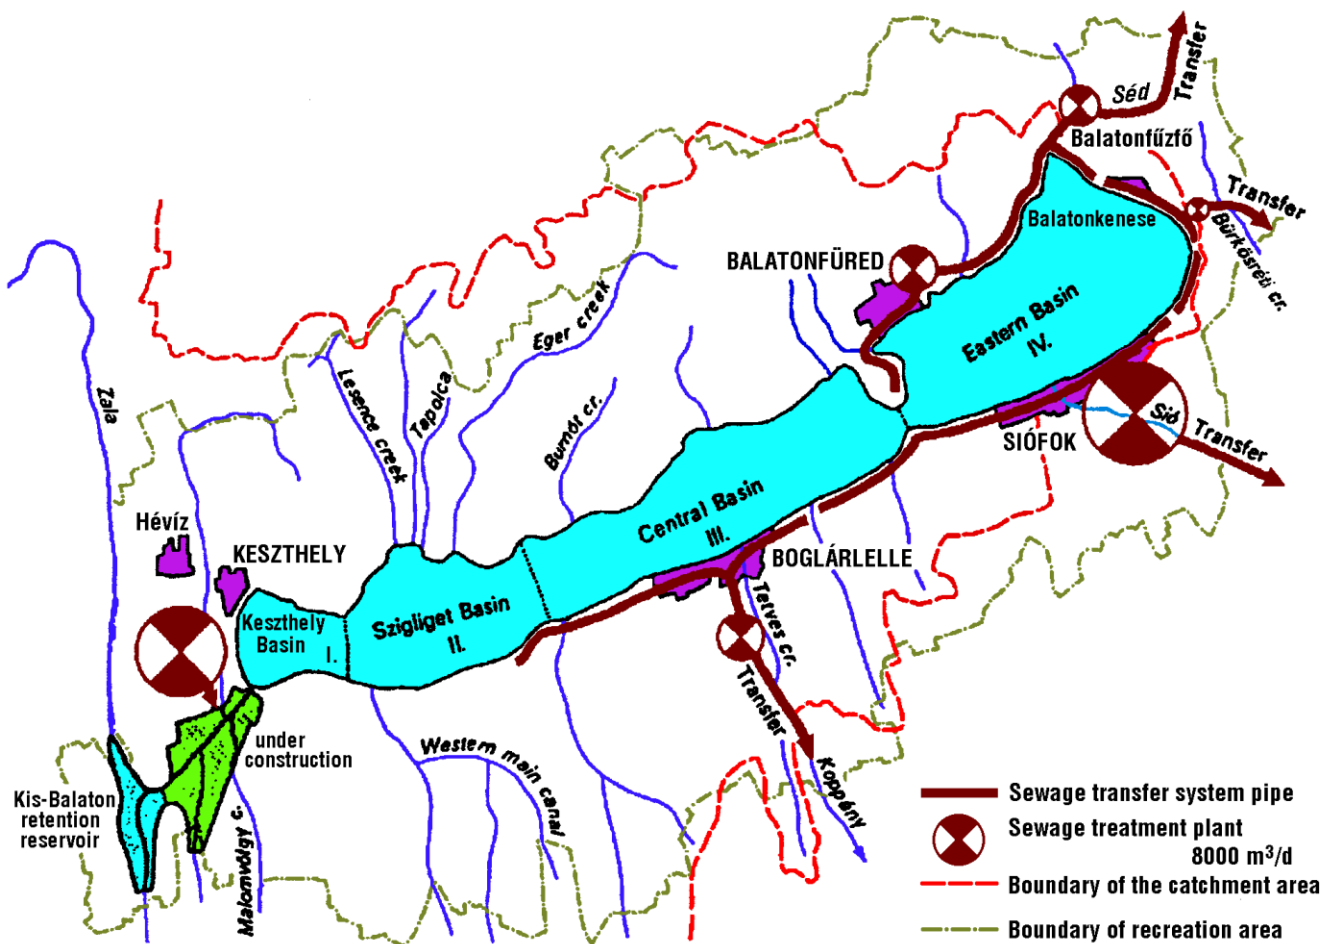 Séd
Transfer
Balatonfűzfő
Transfer
Balatonkenese
Bürkösréti cr.
BALATONFÜRED
Eastern Basin
IV.
Eger creek
Zala
Lesence creek
Tapolca
Burnót cr.
Sió
Transfer
SIÓFOK
Central Basin
III.
Hévíz
KESZTHELY
BOGLÁRLELLE
Keszthely
Basin
I.
Szigliget Basin
II.
Tetves cr.
Transfer
under
construction
Western main canal
Koppány
Kis-Balaton
retention
reservoir
Malomvölgy c.
Sewage transfer system pipe
Sewage treatment plant
8000 m³/d
Boundary of the catchment area
Boundary of recreation area